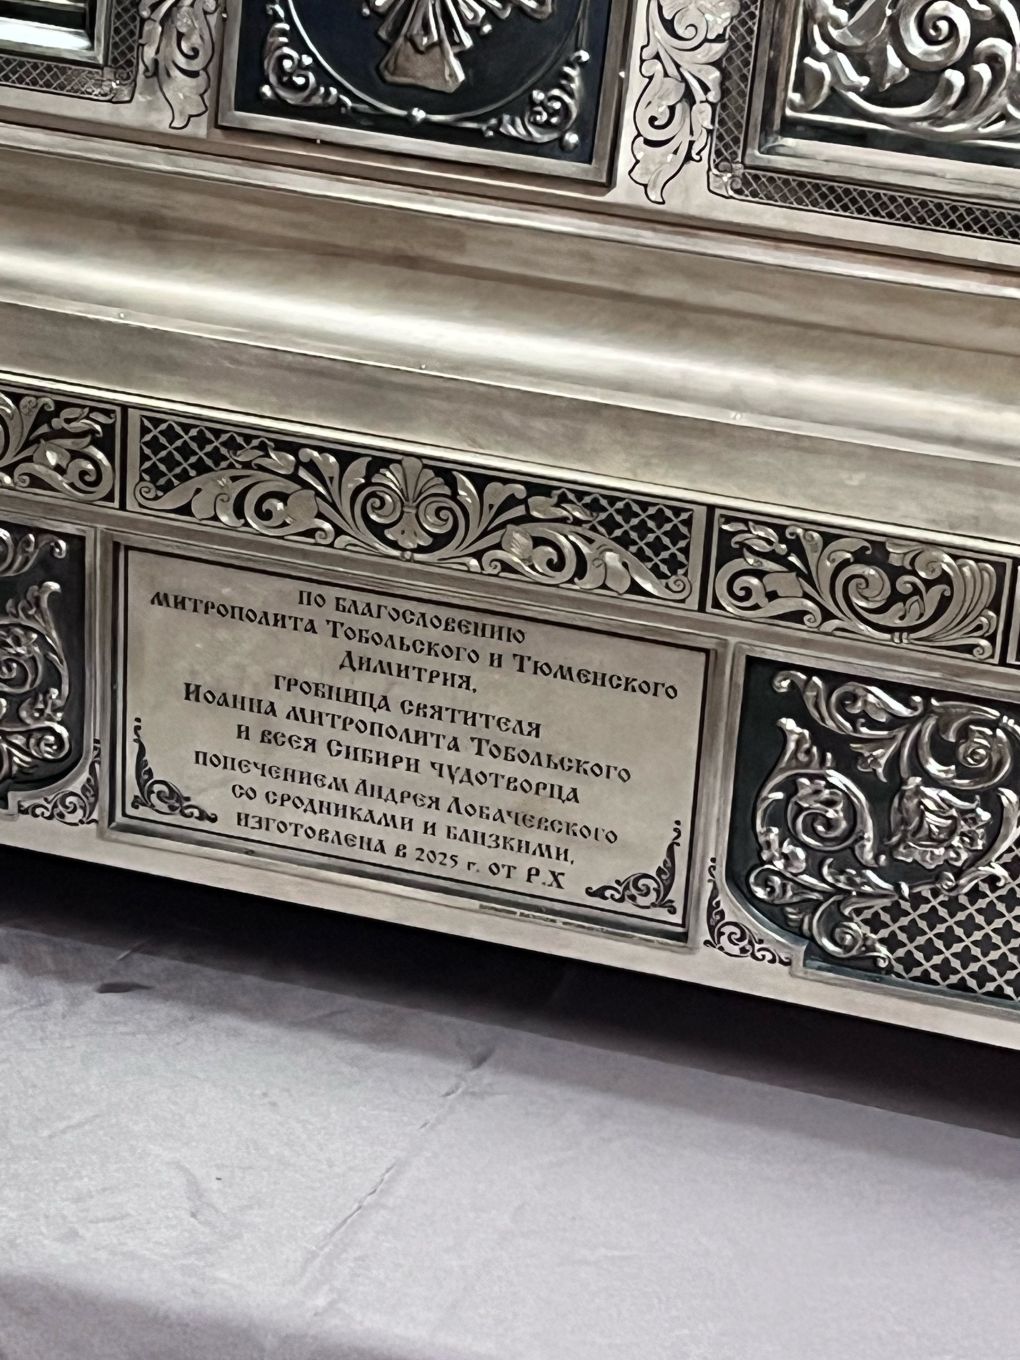 по благословению
митрополита Тобольского и Тюменского
Димитрия,
гробница святителя
Иоанна митрополита Тобольского
и всея Сибири чудотворца
попечением Андрея Лобачевского
со сродниками и близкими,
изготовлена в 2025 г. от Р.Х